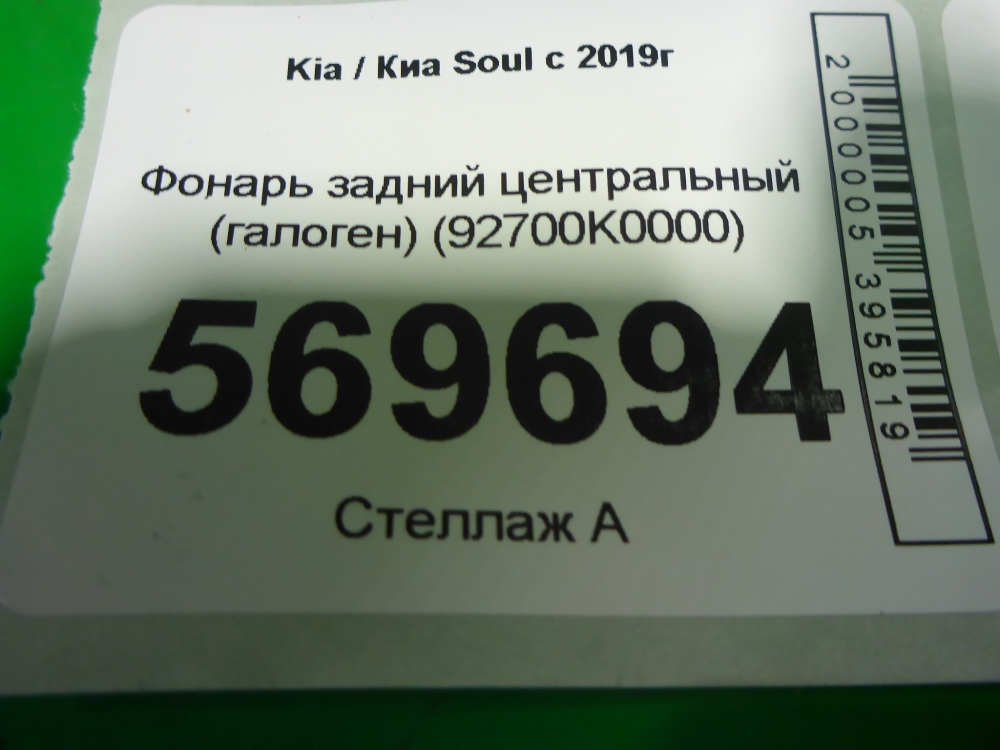 Kia / Киа Soul с 2019г
Фонарь задний центральный
(галоген) (92700K0000)
569694
Стеллаж А
2000005395819